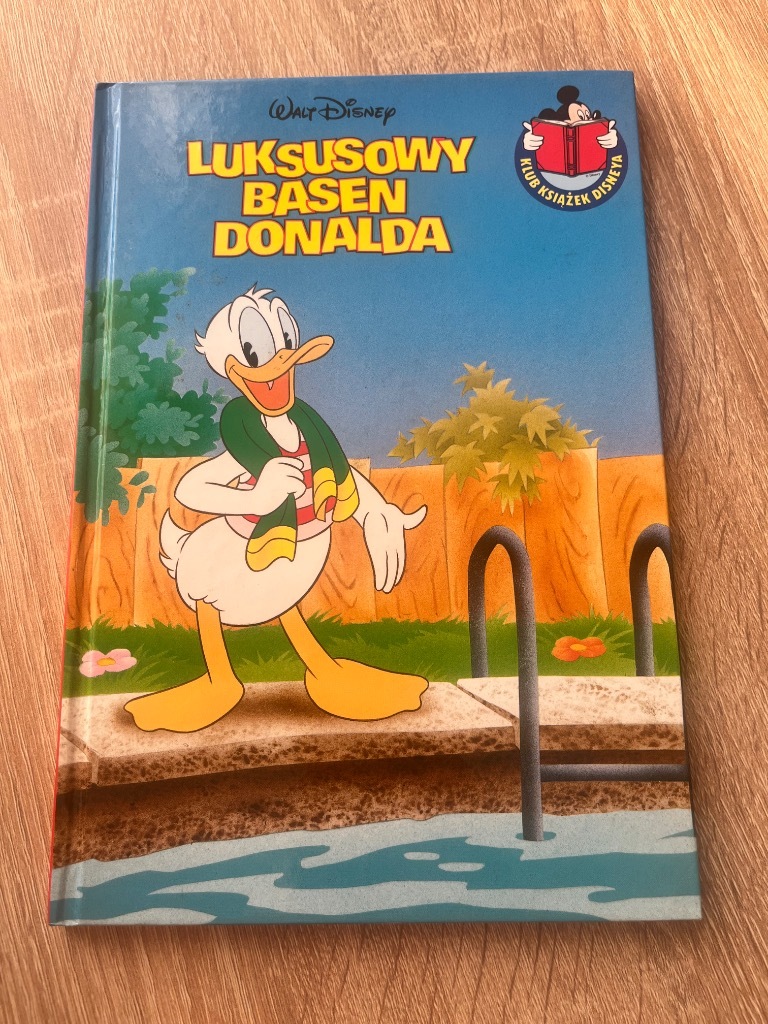 Walt Disney
LUKSUSOWY
BASEN
DONALDA
KLUB KSIĄŻEK DISNEYA